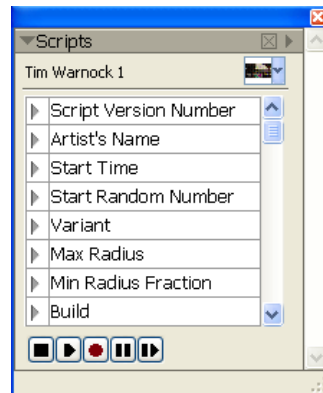 Scripts
Tim Warnock 1
Script Version Number
Artist's Name
Start Time
Start Random Number
Variant
Max Radius
Min Radius Fraction
Build